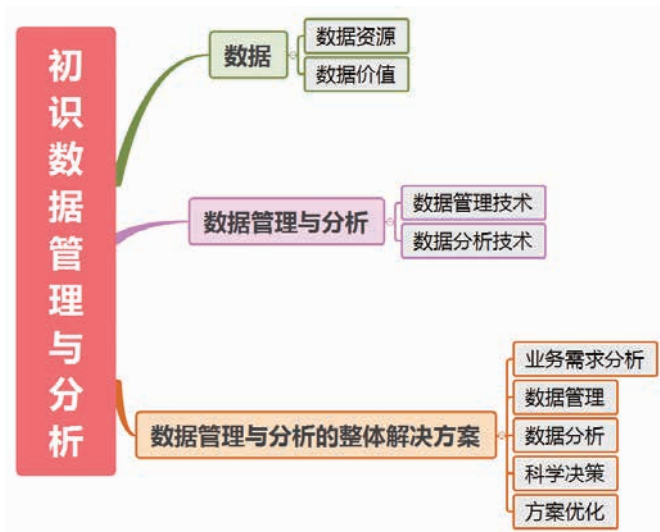 初识数据管理与分析
数据
数据资源
数据价值
数据管理与分析
数据管理技术
数据分析技术
数据管理与分析的整体解决方案
业务需求分析
数据管理
数据分析
科学决策
方案优化